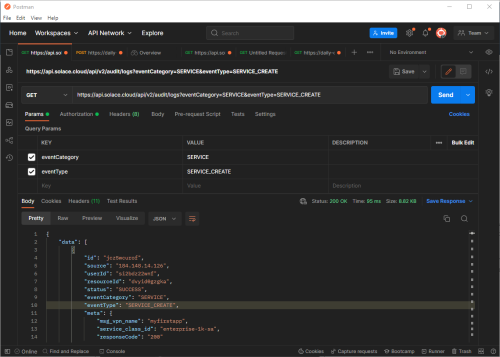 Postman
File Edit View Help
Home Workspaces API Network Explore Search Invite Team
GET https://api.so POST https://daily Overview GET https://api.so GET Untitled Reque GET https://daily-r No Environment
https://api.solace.cloud/api/v2/audit/logs?eventCategory=SERVICE&eventType=SERVICE_CREATE Save
GET https://api.solace.cloud/api/v2/audit/logs?eventCategory=SERVICE&eventType=SERVICE_CREATE Send
Params Authorization Headers (8) Body Pre-request Script Tests Settings Cookies
Query Params
KEY VALUE DESCRIPTION Bulk Edit
eventCategory SERVICE
eventType SERVICE_CREATE
Key Value Description
Body Cookies Headers (11) Test Results Status: 200 OK Time: 95 ms Size: 8.82 KB Save Response
Pretty Raw Preview Visualize JSON
1 {
2 "data": [
3 {
4 "id":
5 "source": "184.148.14.126",
6 "userId":
7 "resourceId":
8 "status": "SUCCESS",
9 "eventCategory": "SERVICE",
10 "eventType": "SERVICE_CREATE",
11 "meta": {
12 "msg_vpn_name": "myfirstapp",
13 "service_class_id": "enterprise-1k-sa",
14 "responseCode": "200"
Online Find and Replace Console Cookies Capture requests Bootcamp Runner Trash